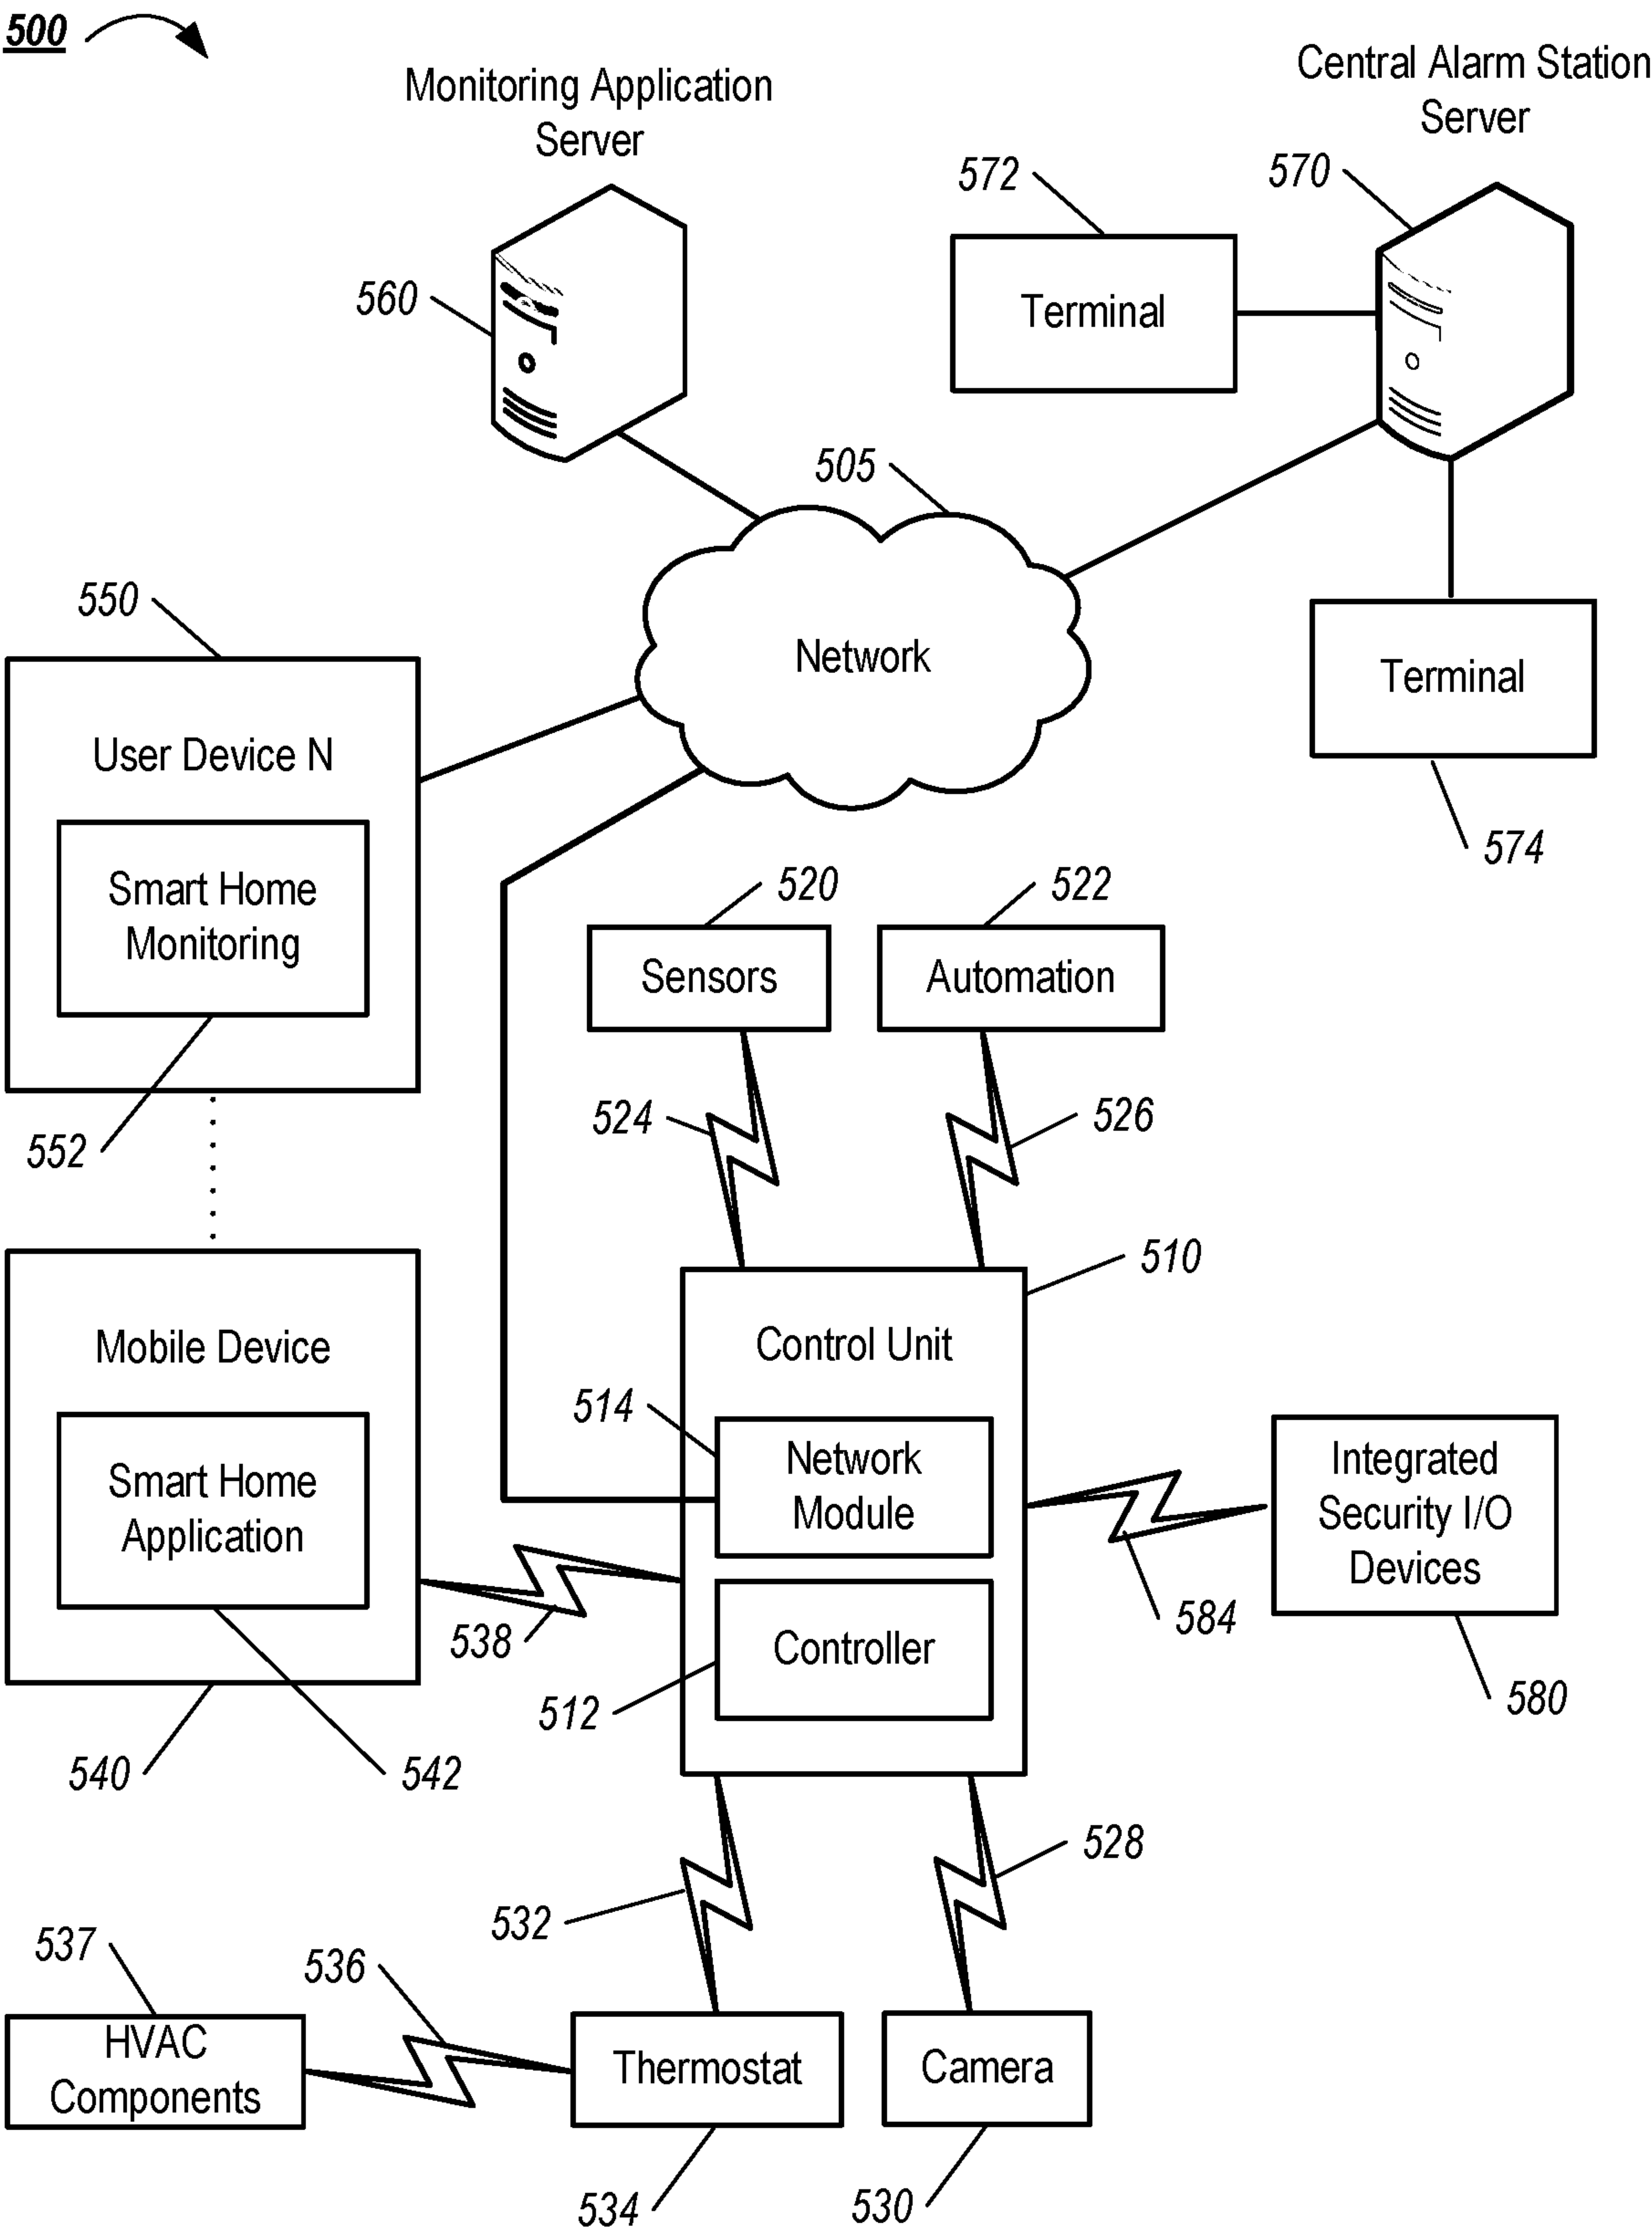 500
Monitoring Application
Server
Central Alarm Station
Server
572
570
Terminal
560
505
Network
550
Terminal
574
User Device N
Smart Home
Monitoring
552
520
522
Sensors
Automation
524
526
510
Mobile Device
Smart Home
Application
Control Unit
514
Network
Module
Integrated
Security I/O
Devices
584
538
Controller
512
580
540
542
528
532
537
536
HVAC
Components
Thermostat
Camera
534
530